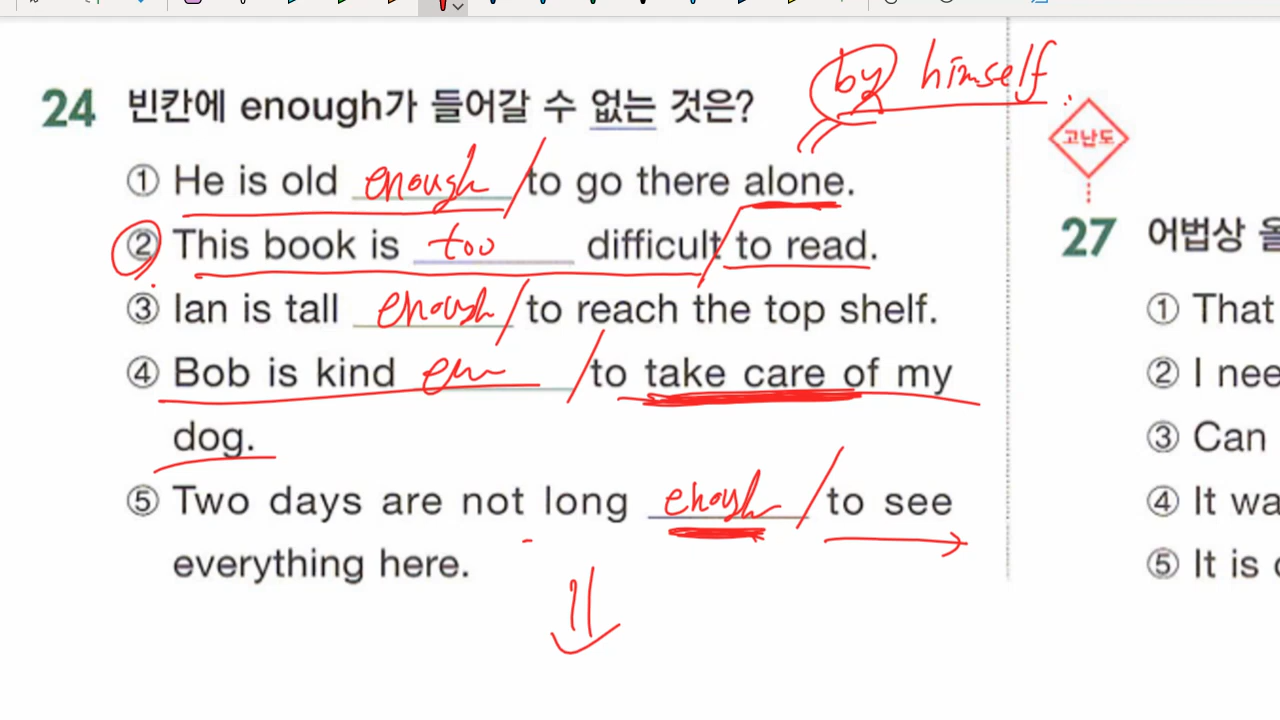 by himself
24 빈칸에 enough가 들어갈 수 없는 것은?
고난도
① He is old enough / to go there alone.
② This book is too difficult / to read.
③ Ian is tall enough / to reach the top shelf.
④ Bob is kind en / to take care of my
dog.
⑤ Two days are not long enough / to see
everything here.
27 어법상 올
① That
② I nee
③ Can
④ It wa
⑤ It is